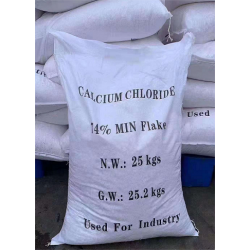 CALCIUM CHLORIDE
74% MIN Flake
N.W.: 25 kgs
G.W.: 25.2 kgs
Used For Industry
Used